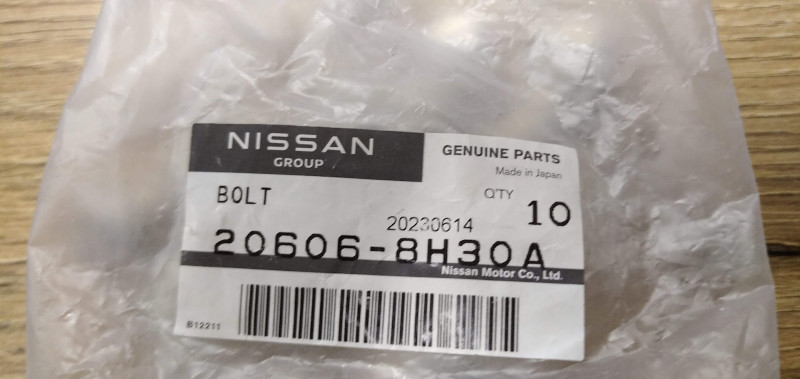 NISSAN
GROUP
GENUINE PARTS
Made in Japan
BOLT
Q'TY 10
20230614
20606-8H30A
Nissan Motor Co., Ltd.
B12211